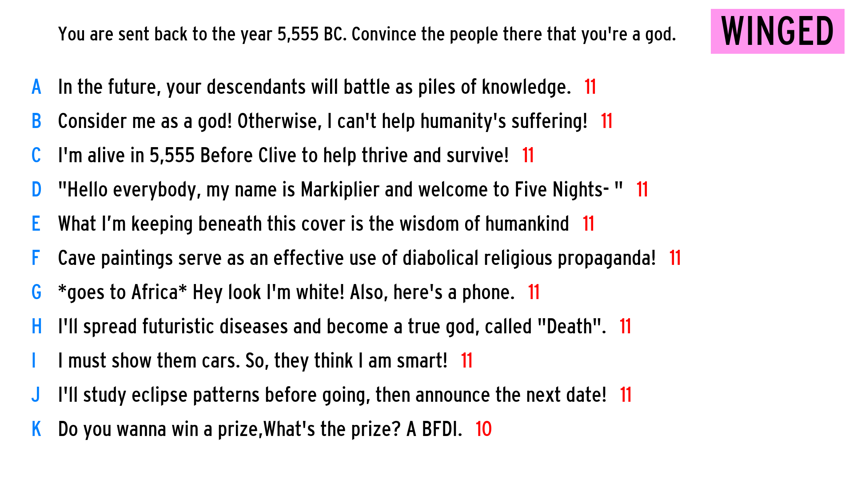 You are sent back to the year 5,555 BC. Convince the people there that you're a god.
WINGED
A In the future, your descendants will battle as piles of knowledge. 11
B Consider me as a god! Otherwise, I can't help humanity's suffering! 11
C I'm alive in 5,555 Before Clive to help thrive and survive! 11
D "Hello everybody, my name is Markiplier and welcome to Five Nights- " 11
E What I’m keeping beneath this cover is the wisdom of humankind 11
F Cave paintings serve as an effective use of diabolical religious propaganda! 11
G *goes to Africa* Hey look I'm white! Also, here's a phone. 11
H I'll spread futuristic diseases and become a true god, called "Death". 11
I I must show them cars. So, they think I am smart! 11
J I'll study eclipse patterns before going, then announce the next date! 11
K Do you wanna win a prize,What's the prize? A BFDI. 10